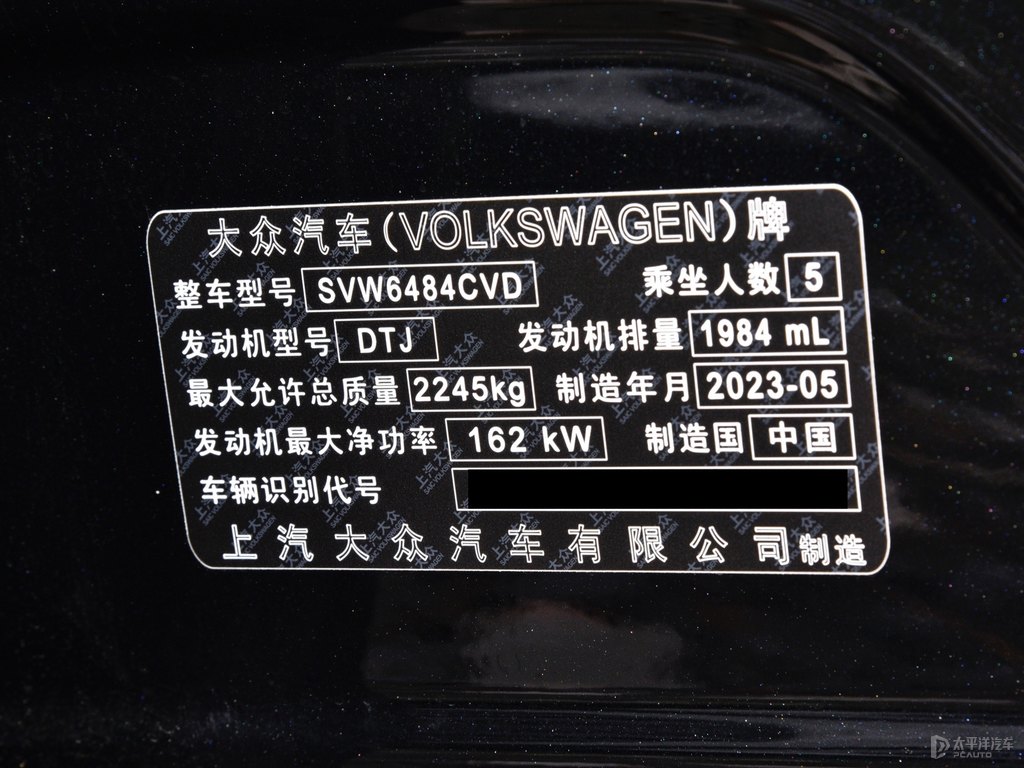 大众汽车(VOLKSWAGEN)牌
整车型号 SVW6484CVD 乘坐人数 5
发动机型号 DTJ 发动机排量 1984 mL
最大允许总质量 2245kg 制造年月 2023-05
发动机最大净功率 162 kW 制造国 中国
车辆识别代号
上汽大众汽车有限公司制造
太平洋汽车
PCAUTO